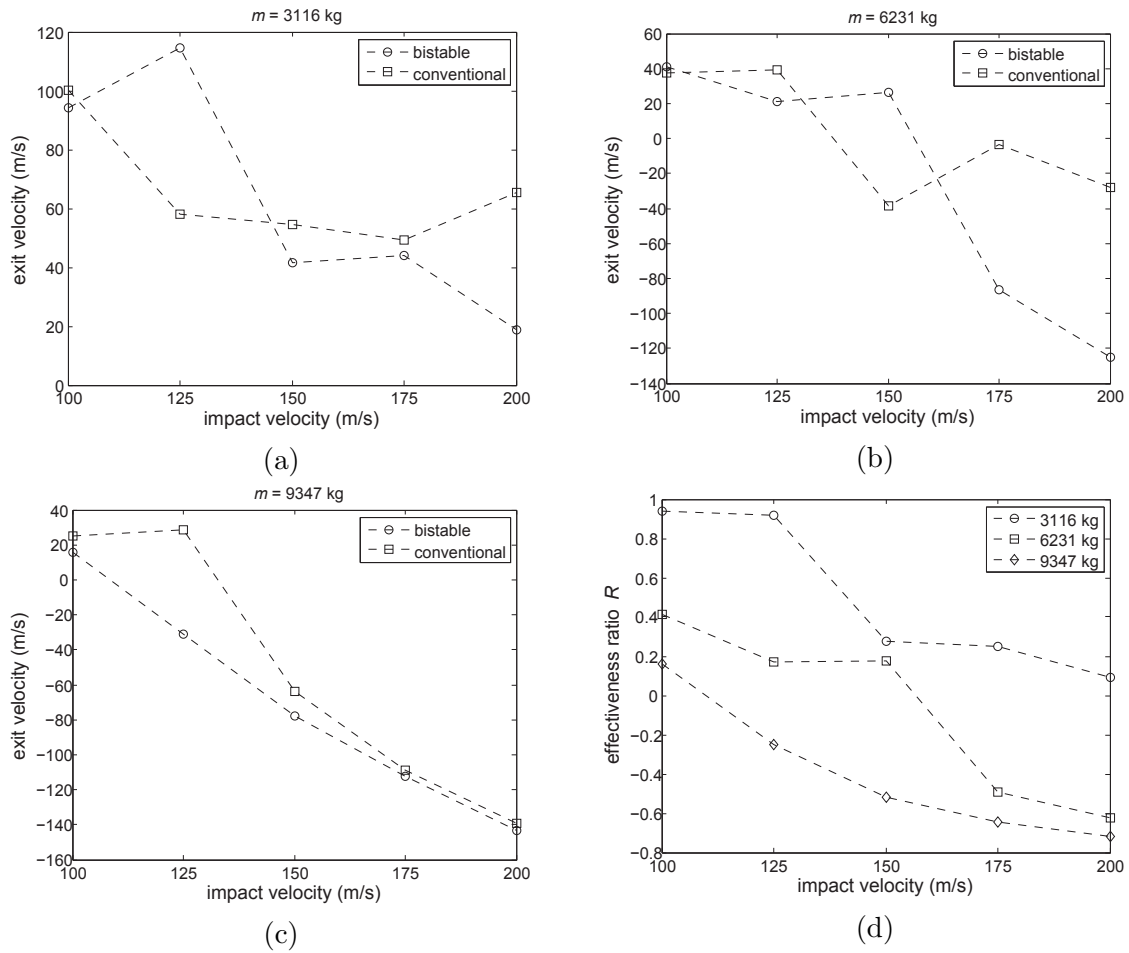 m = 3116 kg
120
100
80
60
40
20
0
100 125 150 175 200
exit velocity (m/s)
impact velocity (m/s)
bistable
conventional
(a)
m = 6231 kg
60
40
20
0
−20
−40
−60
−80
−100
−120
−140
100 125 150 175 200
exit velocity (m/s)
impact velocity (m/s)
bistable
conventional
(b)
m = 9347 kg
40
20
0
−20
−40
−60
−80
−100
−120
−140
−160
100 125 150 175 200
exit velocity (m/s)
impact velocity (m/s)
bistable
conventional
(c)
1
0.8
0.6
0.4
0.2
0
−0.2
−0.4
−0.6
−0.8
100 125 150 175 200
effectiveness ratio R
impact velocity (m/s)
3116 kg
6231 kg
9347 kg
(d)